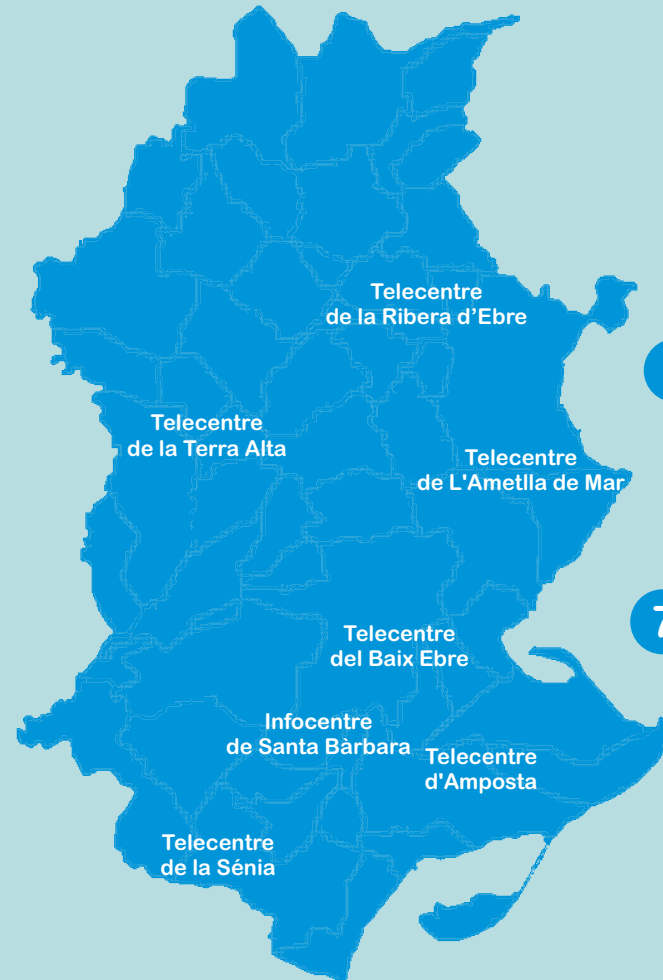 Telecentre
de la Ribera d’Ebre
Telecentre
de la Terra Alta
Telecentre
de L'Ametlla de Mar
7
Telecentre
del Baix Ebre
Infocentre
de Santa Bàrbara
Telecentre
d'Amposta
Telecentre
de la Sénia